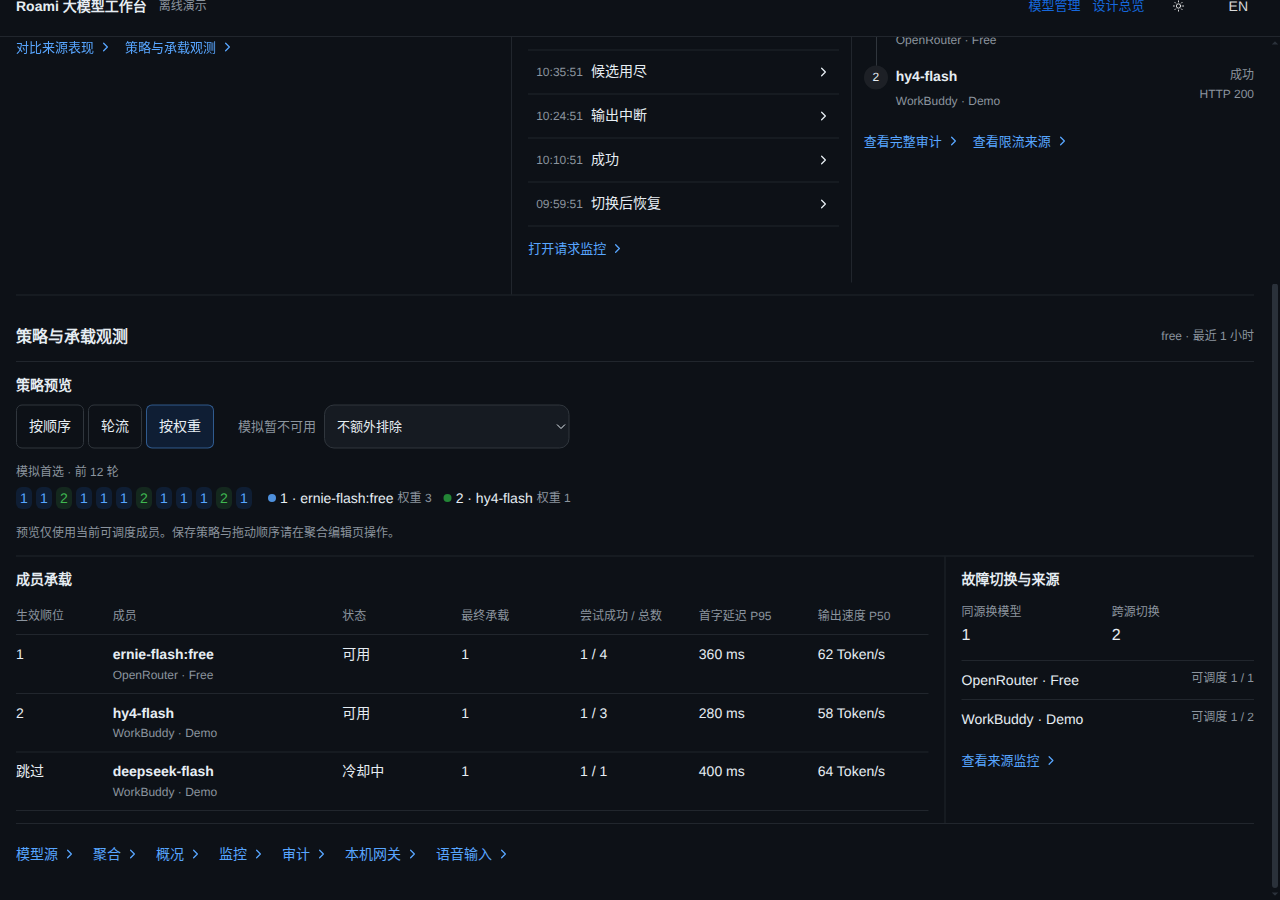 Roami 大模型工作台 离线演示 模型管理 设计总览 EN
对比来源表现 策略与承载观测
10:35:51 候选用尽
10:24:51 输出中断
10:10:51 成功
09:59:51 切换后恢复
打开请求监控
OpenRouter · Free
2 hy4-flash 成功
WorkBuddy · Demo HTTP 200
查看完整审计 查看限流来源
策略与承载观测 free · 最近 1 小时
策略预览
按顺序 轮流 按权重 模拟暂不可用 不额外排除
模拟首选 · 前 12 轮
1 1 2 1 1 1 2 1 1 1 2 1 1 · ernie-flash:free 权重 3 2 · hy4-flash 权重 1
预览仅使用当前可调度成员。保存策略与拖动顺序请在聚合编辑页操作。
成员承载
生效顺位 成员 状态 最终承载 尝试成功 / 总数 首字延迟 P95 输出速度 P50
1 ernie-flash:free 可用 1 1 / 4 360 ms 62 Token/s
OpenRouter · Free
2 hy4-flash 可用 1 1 / 3 280 ms 58 Token/s
WorkBuddy · Demo
跳过 deepseek-flash 冷却中 1 1 / 1 400 ms 64 Token/s
WorkBuddy · Demo
故障切换与来源
同源换模型 跨源切换
1 2
OpenRouter · Free 可调度 1 / 1
WorkBuddy · Demo 可调度 1 / 2
查看来源监控
模型源 聚合 概况 监控 审计 本机网关 语音输入